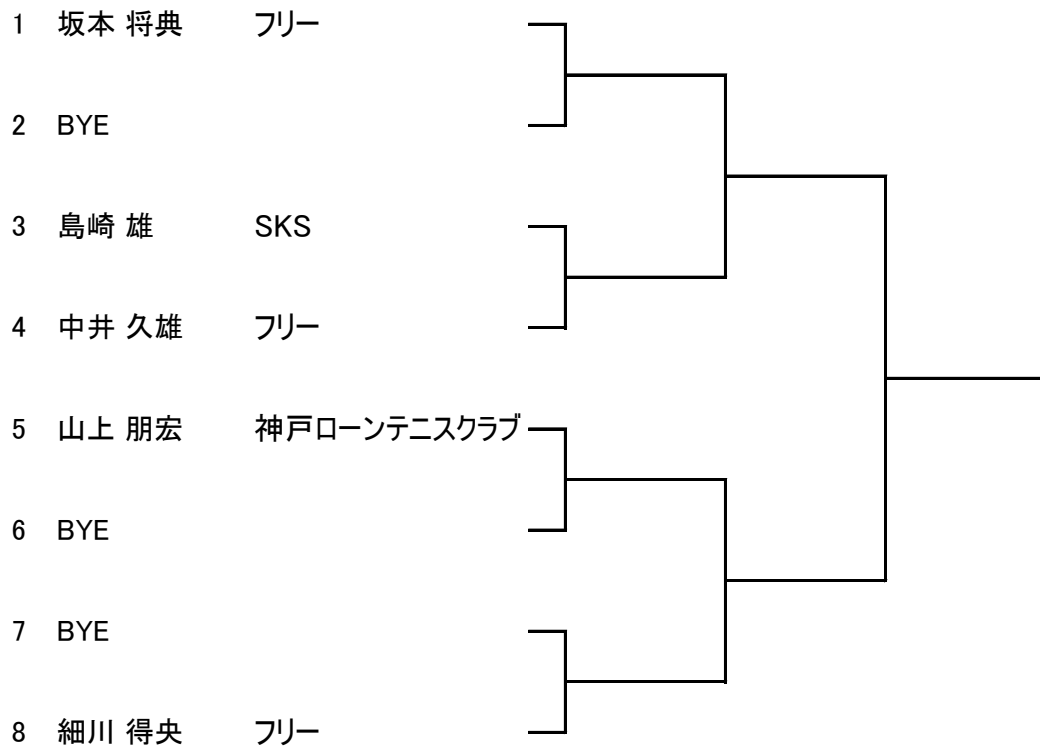 1 坂本 将典 フリー
2 BYE
3 島崎 雄 SKS
4 中井 久雄 フリー
5 山上 朋宏 神戸ローンテニスクラブ
6 BYE
7 BYE
8 細川 得央 フリー